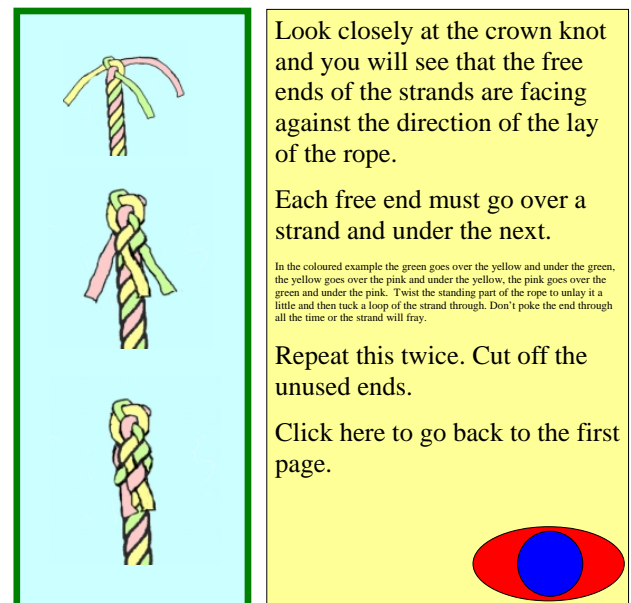 Look closely at the crown knot
and you will see that the free
ends of the strands are facing
against the direction of the lay
of the rope.
Each free end must go over a
strand and under the next.
In the coloured example the green goes over the yellow and under the green,
the yellow goes over the pink and under the yellow, the pink goes over the
green and under the pink.  Twist the standing part of the rope to unlay it a
little and then tuck a loop of the strand through. Don’t poke the end through
all the time or the strand will fray.
Repeat this twice. Cut off the
unused ends.
Click here to go back to the first
page.